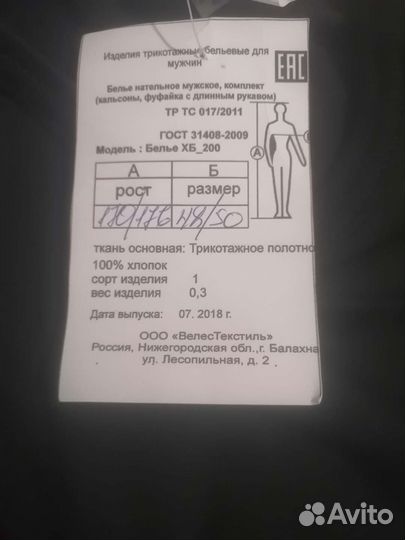 Изделия трикотажные бельевые для
мужчин
EAC
Белье нательное мужское, комплект
(кальсоны, фуфайка с длинным рукавом)
ТР ТС 017/2011
ГОСТ 31408-2009
Модель : Белье ХБ_200
А Б
рост размер
170/176 48/50
А
ткань основная: Трикотажное полотно
100% хлопок
сорт изделия 1
вес изделия 0,3
Дата выпуска: 07. 2018 г.
ООО «ВелесТекстиль»
Россия, Нижегородская обл.,г. Балахна
ул. Лесопильная, д. 2
Avito